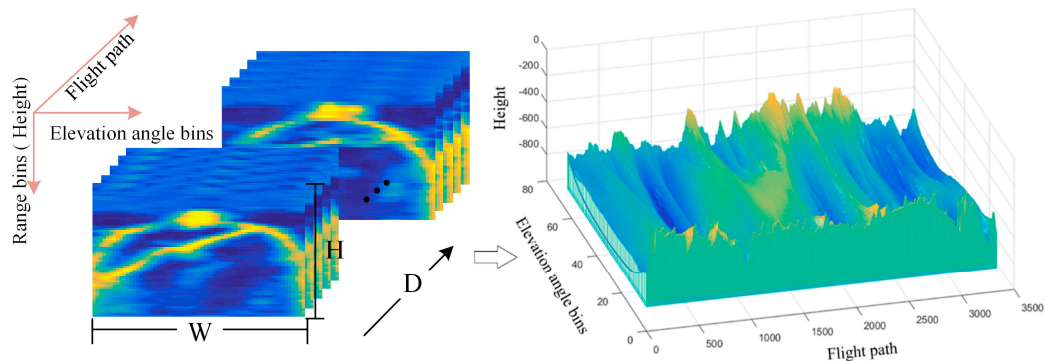 Range bins ( Height)
Flight path
Elevation angle bins
H
W
D
Height
0
-200
-400
-600
-800
80
60
40
20
0
Elevation angle bins
0
500
1000
1500
2000
2500
3000
3500
Flight path